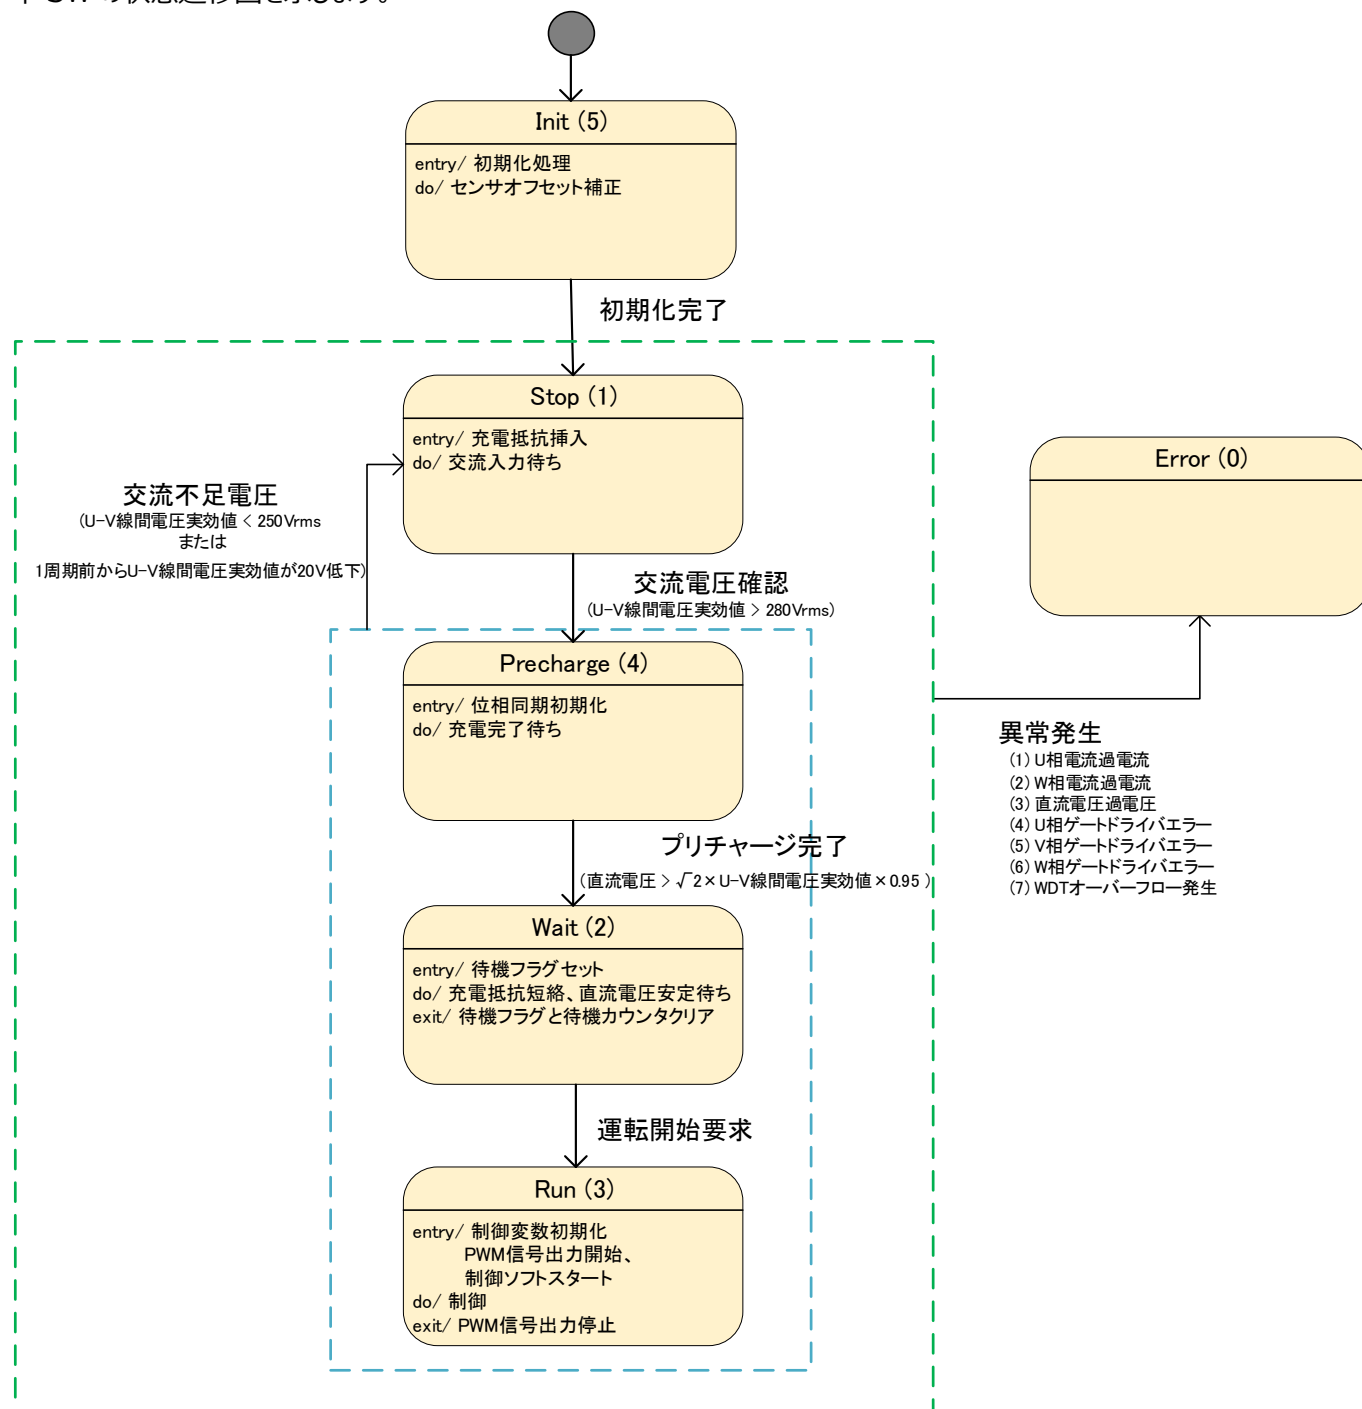 本 SW の状態遷移図を示します。
Init (5)
entry/ 初期化処理
do/ センサオフセット補正
初期化完了
Stop (1)
entry/ 充電抵抗挿入
do/ 交流入力待ち
Error (0)
交流不足電圧
(U-V線間電圧実効値 < 250Vrms
または
1周期前からU-V線間電圧実効値が20V低下)
交流電圧確認
(U-V線間電圧実効値 > 280Vrms)
Precharge (4)
entry/ 位相同期初期化
do/ 充電完了待ち
異常発生
(1) U相電流過電流
(2) W相電流過電流
(3) 直流電圧過電圧
(4) U相ゲートドライバエラー
(5) V相ゲートドライバエラー
(6) W相ゲートドライバエラー
(7) WDTオーバーフロー発生
プリチャージ完了
(直流電圧 > √2×U-V線間電圧実効値×0.95 )
Wait (2)
entry/ 待機フラグセット
do/ 充電抵抗短絡、直流電圧安定待ち
exit/ 待機フラグと待機カウンタクリア
運転開始要求
Run (3)
entry/ 制御変数初期化
PWM信号出力開始、
制御ソフトスタート
do/ 制御
exit/ PWM信号出力停止